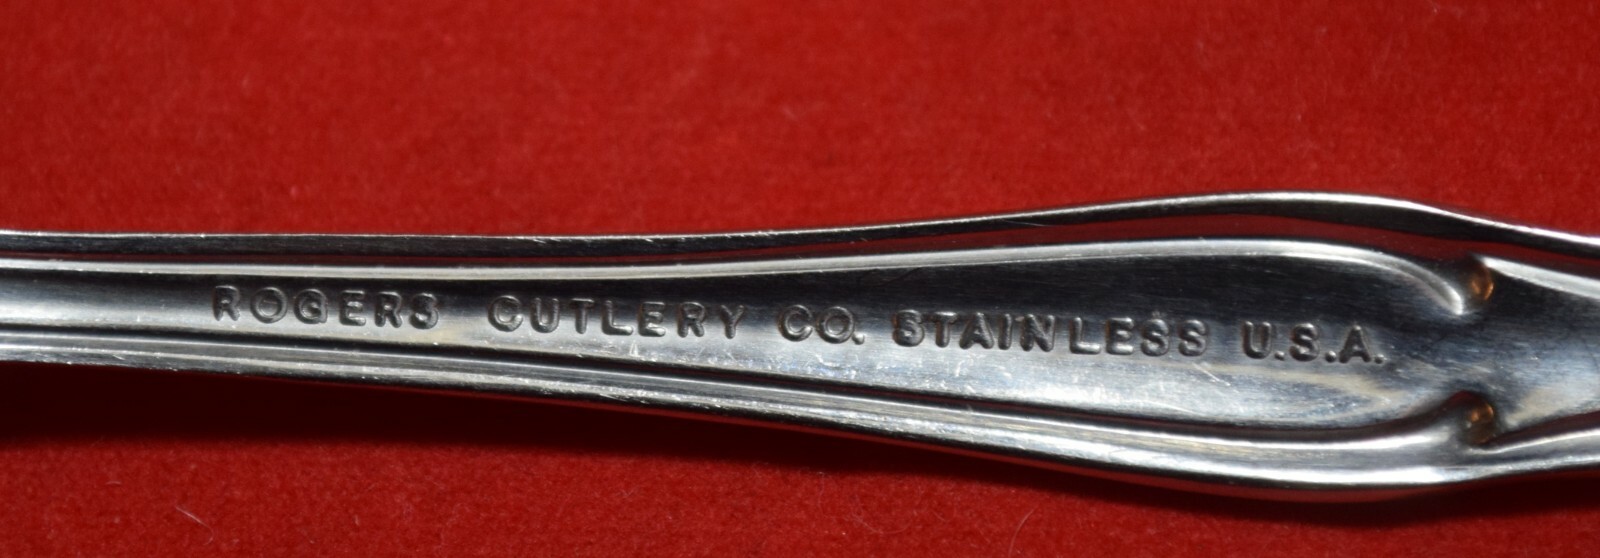 ROGERS CUTLERY CO. STAINLESS U.S.A.